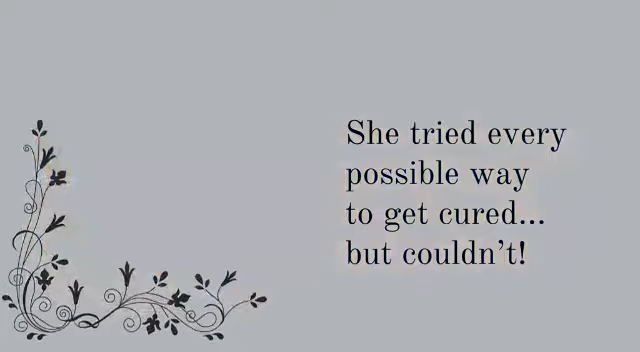 She tried every
possible way
to get cured...
but couldn't!